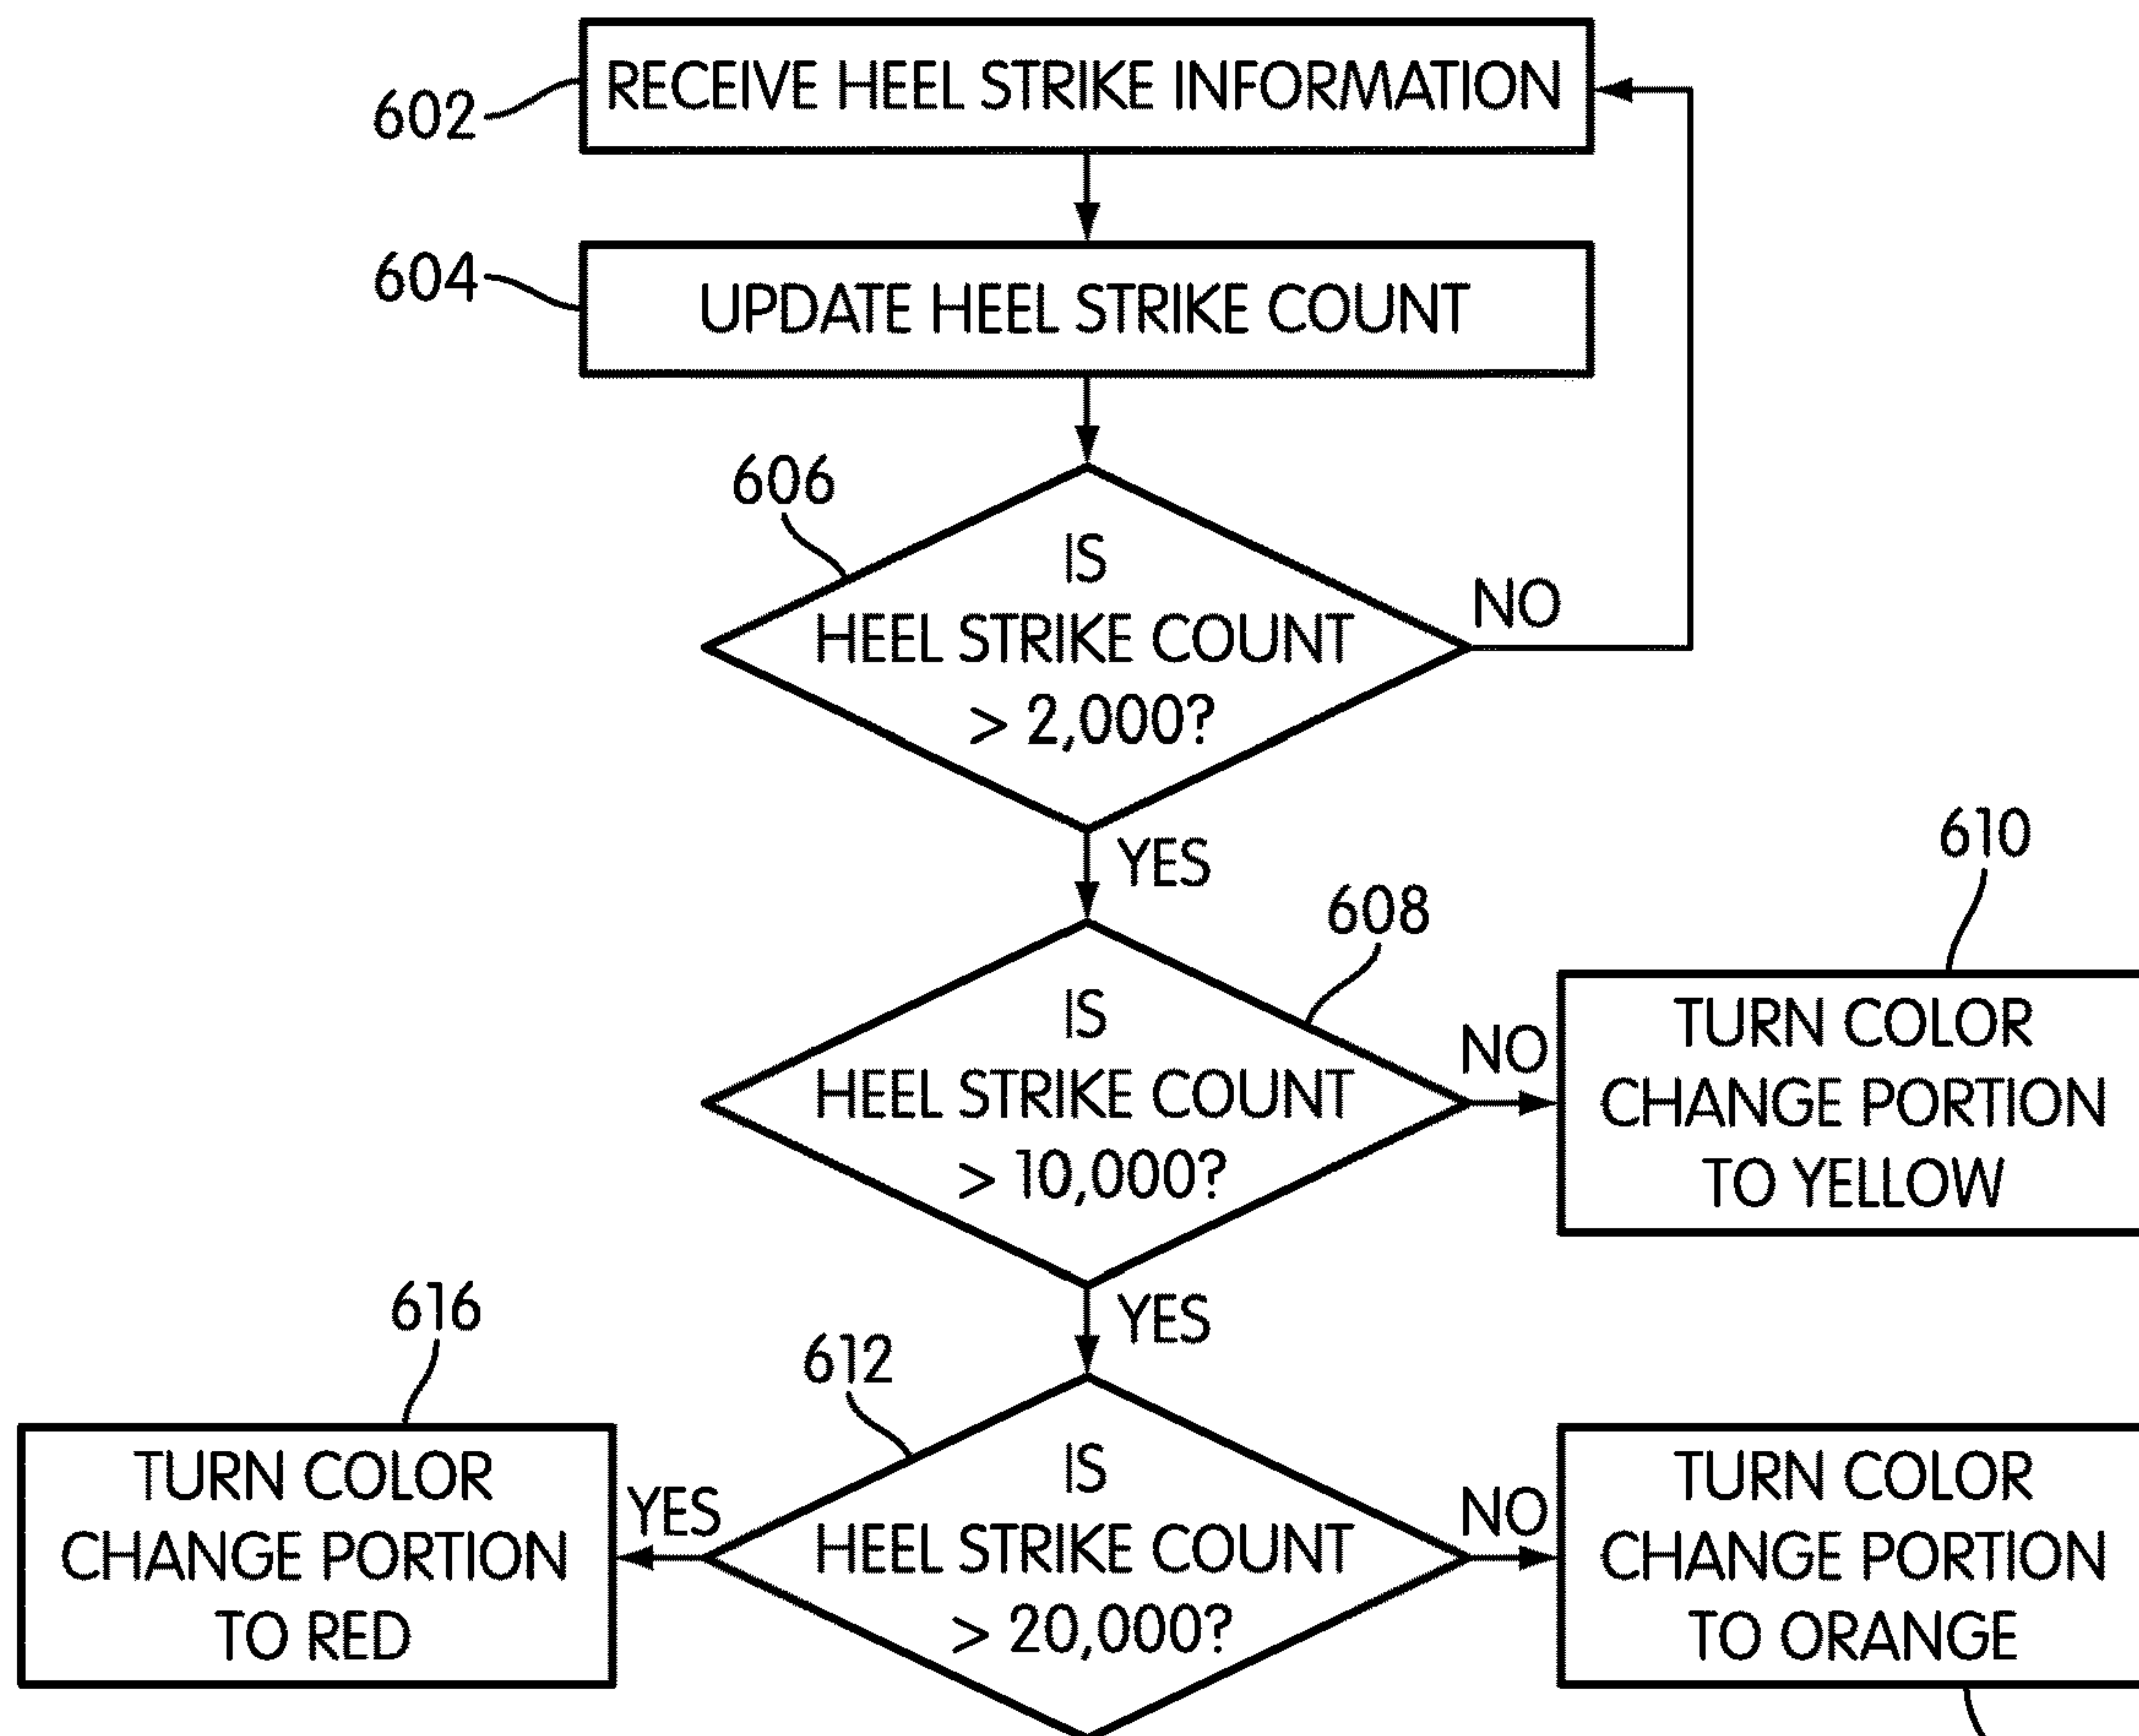 602
RECEIVE HEEL STRIKE INFORMATION
604
UPDATE HEEL STRIKE COUNT
606
IS
HEEL STRIKE COUNT
> 2,000?
NO
YES
608
IS
HEEL STRIKE COUNT
> 10,000?
NO
610
TURN COLOR
CHANGE PORTION
TO YELLOW
YES
612
IS
HEEL STRIKE COUNT
> 20,000?
YES
616
TURN COLOR
CHANGE PORTION
TO RED
NO
TURN COLOR
CHANGE PORTION
TO ORANGE